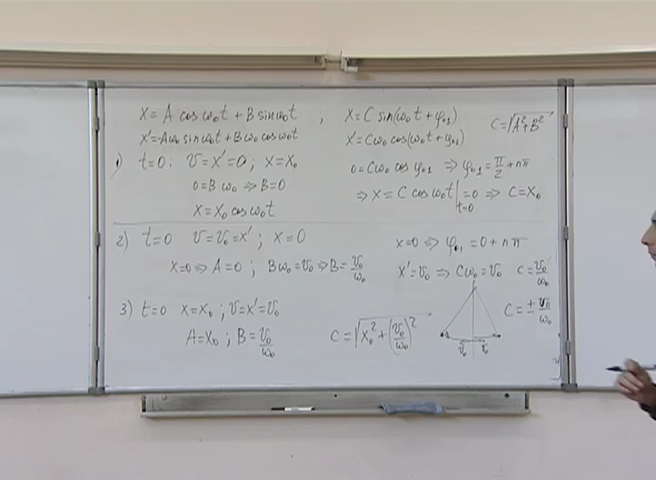 x = A cos ω₀t + B sin ω₀t ; x = C sin(ω₀t + φ₀₁) C = √A²+B²
x' = -Aω₀ sin ω₀t + Bω₀ cos ω₀t x' = Cω₀ cos(ω₀t + φ₀₁)
1) t=0: v = x' = 0; x = x₀ 0 = Cω₀ cos φ₀₁ ⇒ φ₀₁ = π/2 + nπ
0 = Bω₀ ⇒ B = 0 ⇒ x = C cos ω₀t |t=0 = 0 ⇒ C = x₀
x = x₀ cos ω₀t
2) t=0 v = v₀ = x' ; x = 0 x = 0 ⇒ φ₀₁ = 0 + nπ
x = 0 ⇒ A = 0 ; Bω₀ = v₀ ⇒ B = v₀/ω₀ x' = v₀ ⇒ Cω₀ = v₀ C = v₀/ω₀
3) t=0 x = x₀ ; v = x' = v₀ C = ± v₀/ω₀
A = x₀ ; B = v₀/ω₀ C = √x₀² + (v₀/ω₀)²
v₀ v₀